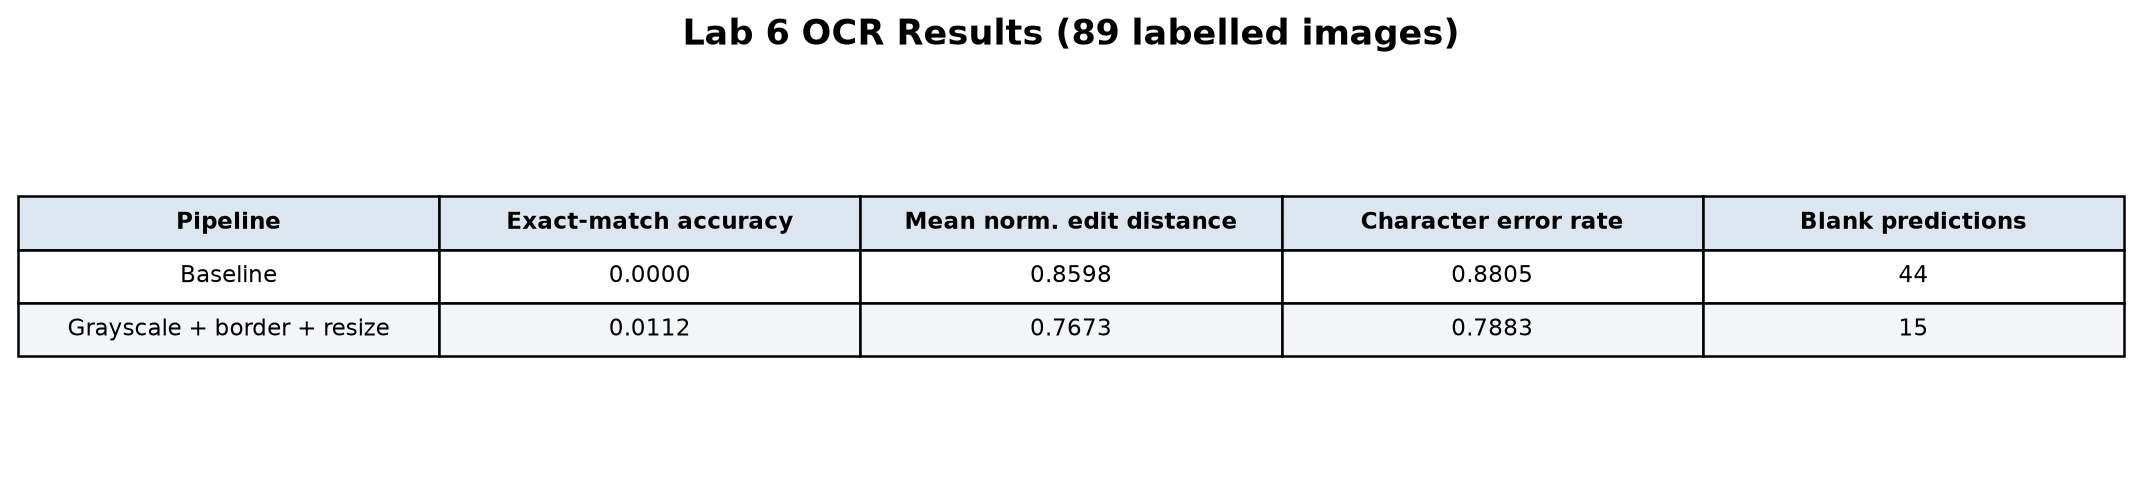 Lab 6 OCR Results (89 labelled images)
Pipeline Exact-match accuracy Mean norm. edit distance Character error rate Blank predictions
Baseline 0.0000 0.8598 0.8805 44
Grayscale + border + resize 0.0112 0.7673 0.7883 15